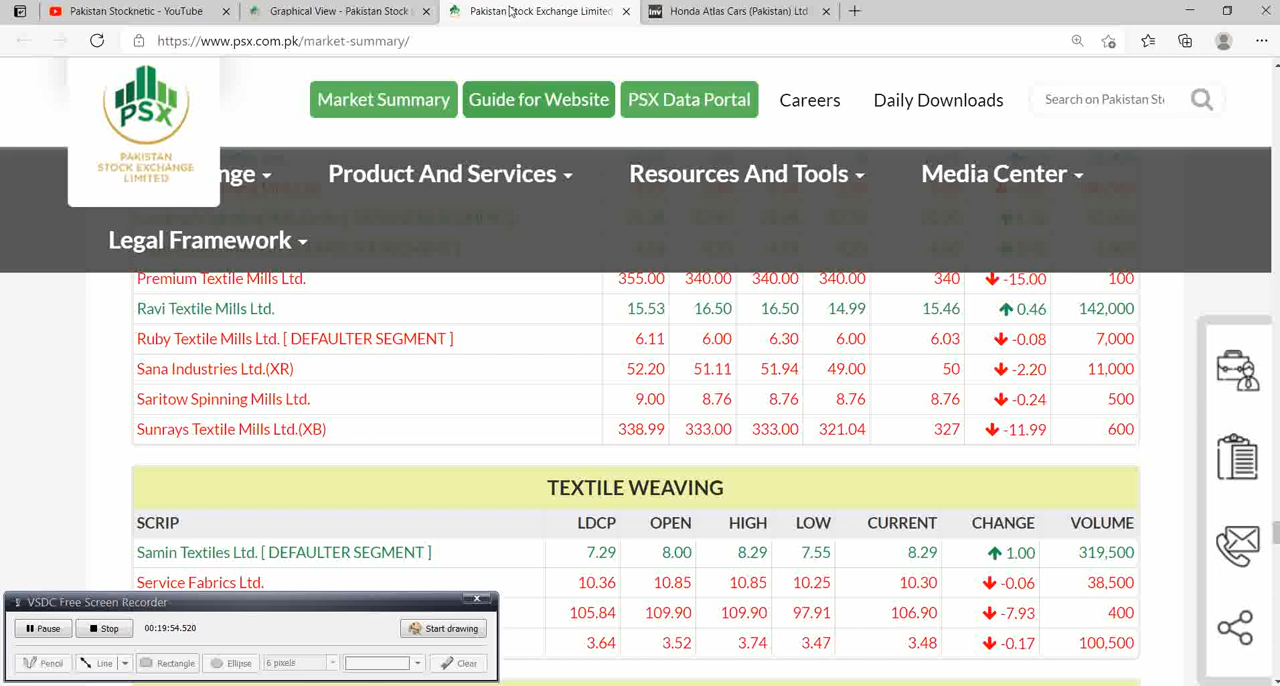 Pakistan Stocknetic - YouTube
Graphical View - Pakistan Stock
Pakistan Stock Exchange Limited
Inv Honda Atlas Cars (Pakistan) Ltd
https://www.psx.com.pk/market-summary/
PSX
PAKISTAN
STOCK EXCHANGE
LIMITED
Market Summary
Guide for Website
PSX Data Portal
Careers
Daily Downloads
Search on Pakistan St
nge
Product And Services
Resources And Tools
Media Center
Legal Framework
Premium Textile Mills Ltd. 355.00 340.00 340.00 340.00 340 -15.00 100
Ravi Textile Mills Ltd. 15.53 16.50 16.50 14.99 15.46 0.46 142,000
Ruby Textile Mills Ltd. [ DEFAULTER SEGMENT ] 6.11 6.00 6.30 6.00 6.03 -0.08 7,000
Sana Industries Ltd.(XR) 52.20 51.11 51.94 49.00 50 -2.20 11,000
Saritow Spinning Mills Ltd. 9.00 8.76 8.76 8.76 8.76 -0.24 500
Sunrays Textile Mills Ltd.(XB) 338.99 333.00 333.00 321.04 327 -11.99 600
TEXTILE WEAVING
SCRIP LDCP OPEN HIGH LOW CURRENT CHANGE VOLUME
Samin Textiles Ltd. [ DEFAULTER SEGMENT ] 7.29 8.00 8.29 7.55 8.29 1.00 319,500
Service Fabrics Ltd. 10.36 10.85 10.85 10.25 10.30 -0.06 38,500
105.84 109.90 109.90 97.91 106.90 -7.93 400
3.64 3.52 3.74 3.47 3.48 -0.17 100,500
VSDC Free Screen Recorder
Pause Stop 00:19:54.520 Start drawing
Pencil Line Rectangle Ellipse 6 pixels Clear